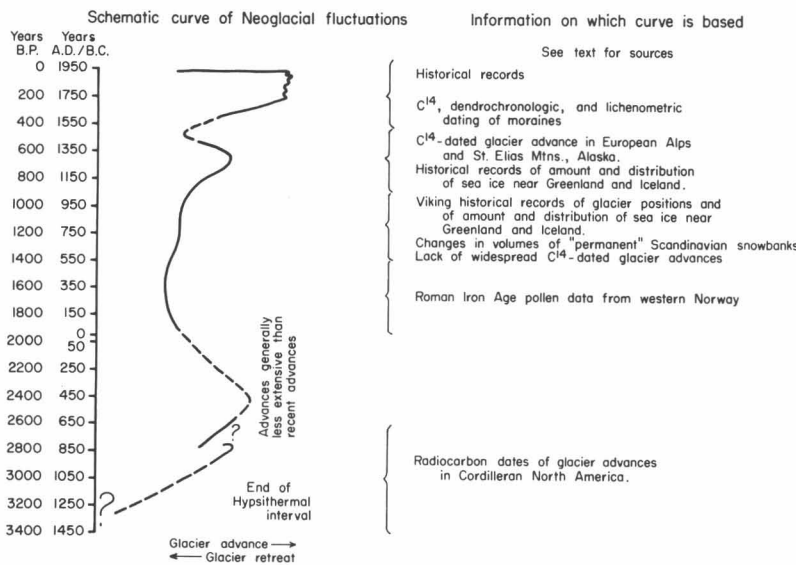 Schematic curve of Neoglacial fluctuations
Information on which curve is based
Years Years
B.P. A.D./B.C.
See text for sources
0 1950
200 1750
400 1550
600 1350
800 1150
1000 950
1200 750
1400 550
1600 350
1800 150
0
2000 50
2200 250
2400 450
2600 650
2800 850
3000 1050
3200 1250
3400 1450
Historical records
C14, dendrochronologic, and lichenometric
dating of moraines
C14-dated glacier advance in European Alps
and St. Elias Mtns., Alaska.
Historical records of amount and distribution
of sea ice near Greenland and Iceland.
Viking historical records of glacier positions and
of amount and distribution of sea ice near
Greenland and Iceland.
Changes in volumes of "permanent" Scandinavian snowbanks
Lack of widespread C14-dated glacier advances
Roman Iron Age pollen data from western Norway
Advances generally
less extensive than
recent advances
?
?
Radiocarbon dates of glacier advances
in Cordilleran North America.
End of
Hypsithermal
interval
Glacier advance →
← Glacier retreat